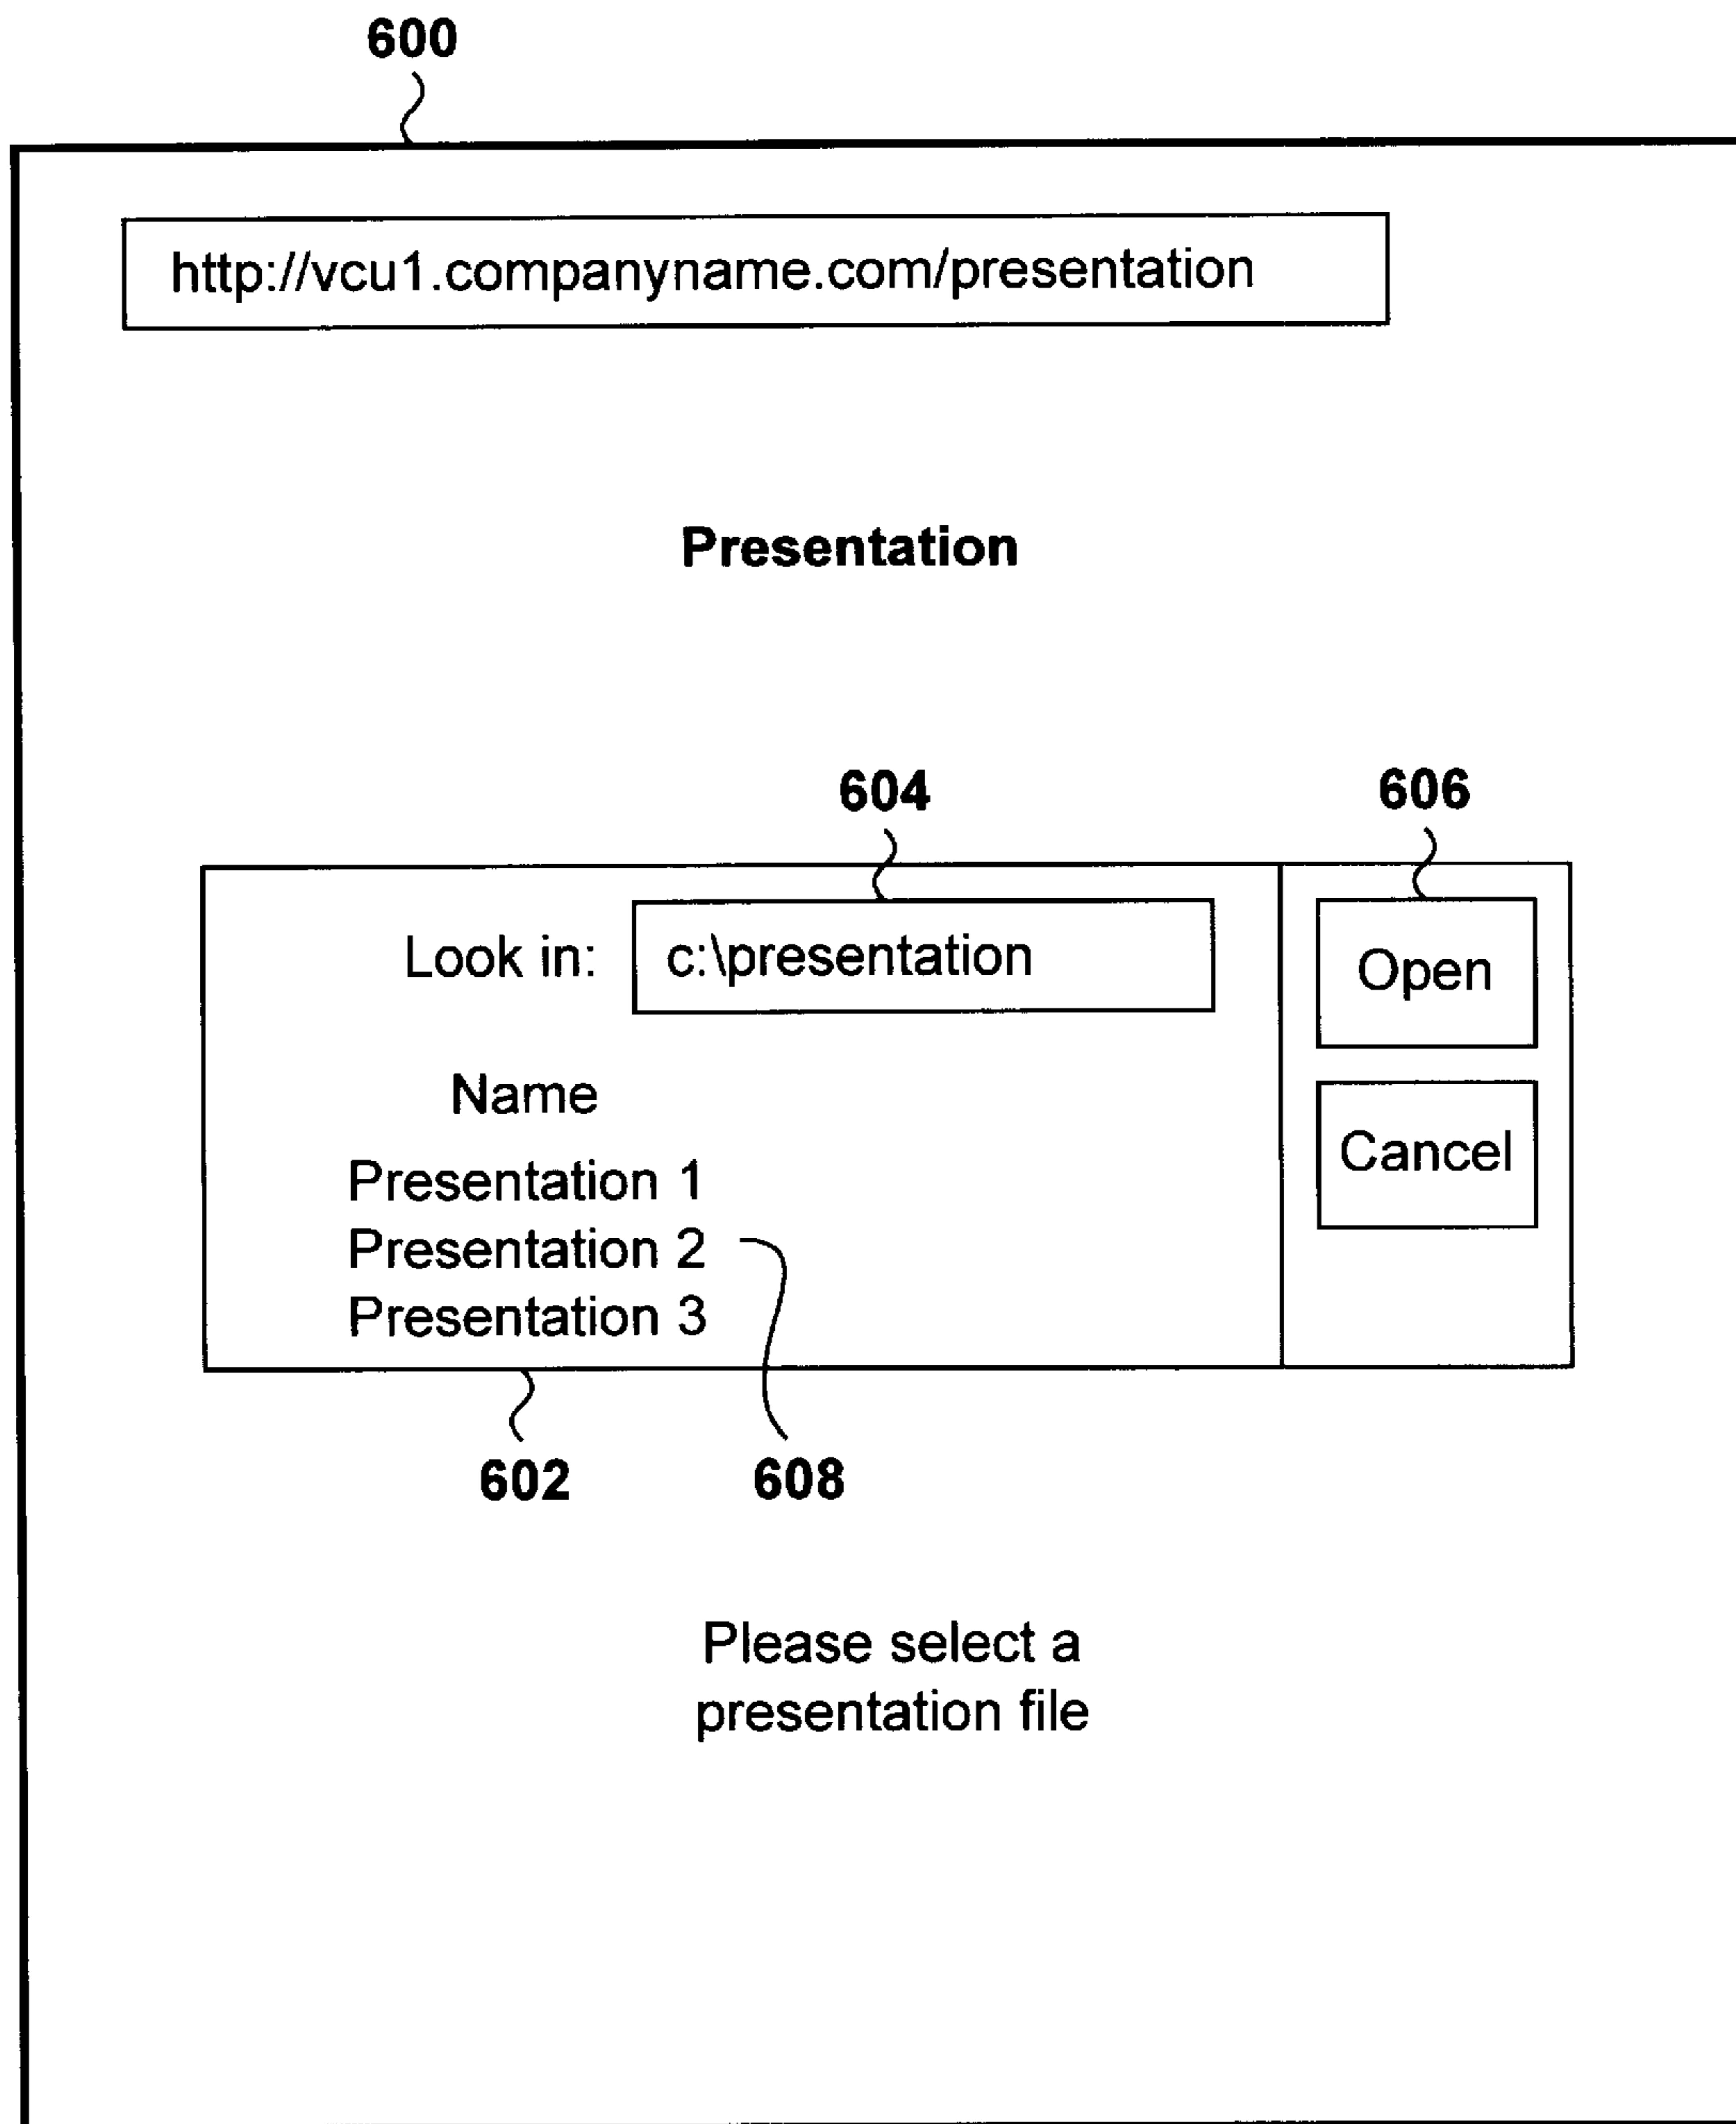 600
http://vcu1.companyname.com/presentation
Presentation
604
606
Look in:
c:\presentation
Open
Name
Cancel
Presentation 1
Presentation 2
Presentation 3
602
608
Please select a
presentation file